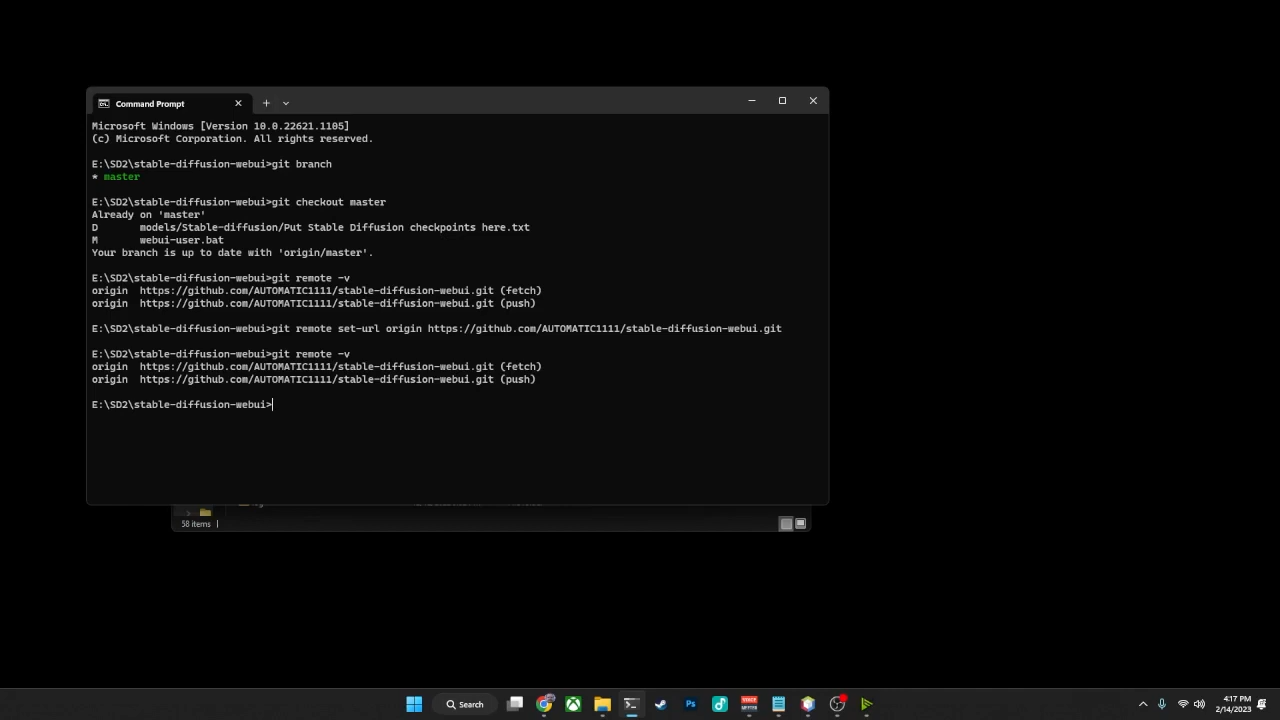 Command Prompt
Microsoft Windows [Version 10.0.22621.1105]
(c) Microsoft Corporation. All rights reserved.
E:\SD2\stable-diffusion-webui>git branch
* master
E:\SD2\stable-diffusion-webui>git checkout master
Already on 'master'
D models/Stable-diffusion/Put Stable Diffusion checkpoints here.txt
M webui-user.bat
Your branch is up to date with 'origin/master'.
E:\SD2\stable-diffusion-webui>git remote -v
origin https://github.com/AUTOMATIC1111/stable-diffusion-webui.git (fetch)
origin https://github.com/AUTOMATIC1111/stable-diffusion-webui.git (push)
E:\SD2\stable-diffusion-webui>git remote set-url origin https://github.com/AUTOMATIC1111/stable-diffusion-webui.git
E:\SD2\stable-diffusion-webui>git remote -v
origin https://github.com/AUTOMATIC1111/stable-diffusion-webui.git (fetch)
origin https://github.com/AUTOMATIC1111/stable-diffusion-webui.git (push)
E:\SD2\stable-diffusion-webui>
58 items
Search
Ps
4:17 PM
2/14/2023